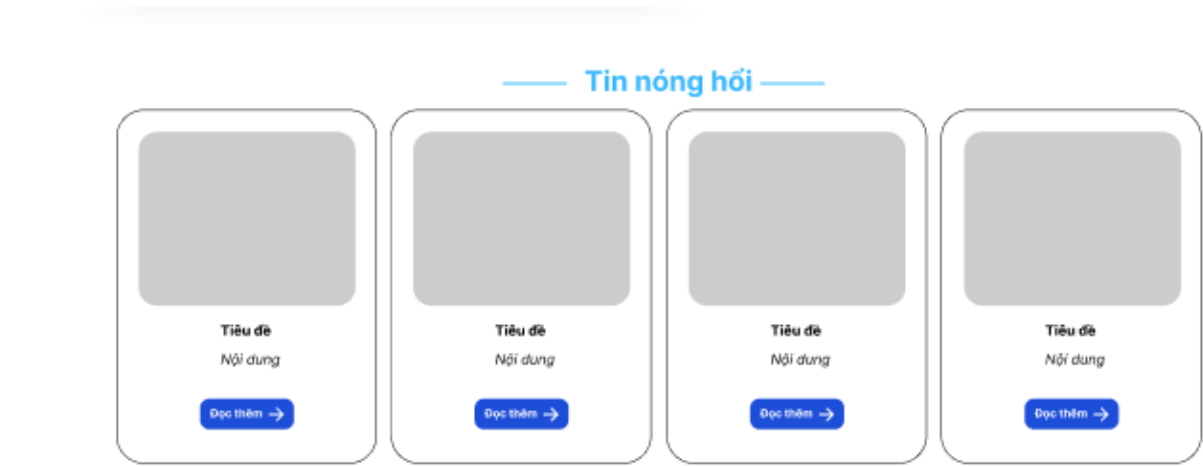 Tin nóng hổi
Tiêu đề
Nội dung
Đọc thêm
Tiêu đề
Nội dung
Đọc thêm
Tiêu đề
Nội dung
Đọc thêm
Tiêu đề
Nội dung
Đọc thêm